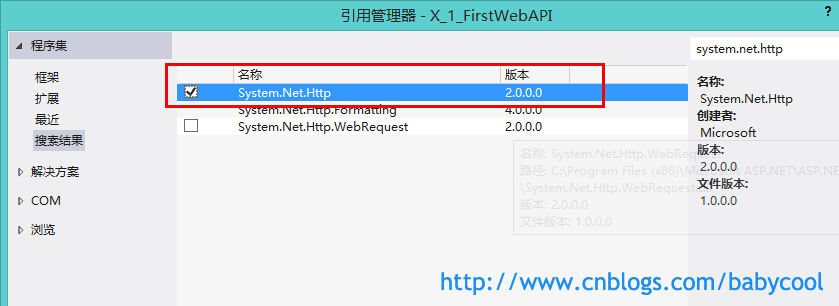 引用管理器 - X_1_FirstWebAPI
?
程序集
框架
扩展
最近
搜索结果
解决方案
COM
浏览
名称 版本
System.Net.Http 2.0.0.0
System.Net.Http.Formatting 4.0.0.0
System.Net.Http.WebRequest 2.0.0.0
名称: System.Net.Http.WebRequest
路径: C:\Program Files (x86)\Microsoft ASP.NET\ASP.NE
\System.Net.Http.WebRequest
版本: 2.0.0.0
文件版本: 1.0.0.0
system.net.http
名称:
System.Net.Http
创建者:
Microsoft
版本:
2.0.0.0
文件版本:
1.0.0.0
http://www.cnblogs.com/babycool